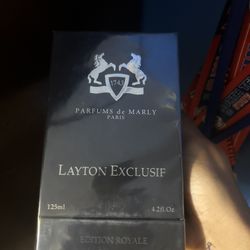 1743
PARFUMS de MARLY
PARIS
LAYTON EXCLUSIF
125ml 4.2fl.Oz
EDITION ROYALE